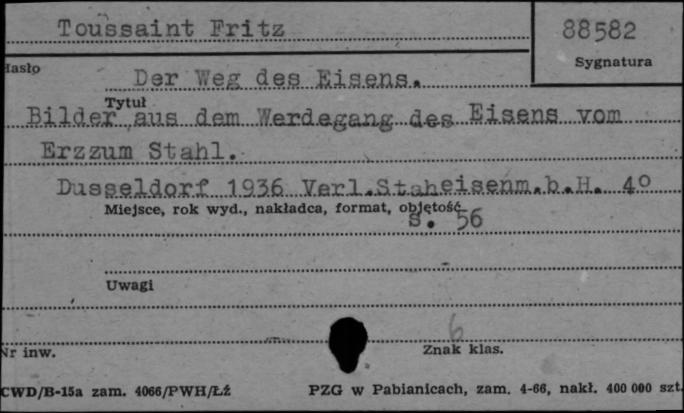 Toussaint Fritz
88582
Sygnatura
Hasło
Der Weg des Eisens.
Tytuł
Bilder aus dem Werdegang des Eisens vom
Erzzum Stahl.
Dusseldorf 1936 Verl.Staheisenm.b.H. 4°
Miejsce, rok wyd., nakładca, format, objętość
S. 56
Uwagi
6
Nr inw.
Znak klas.
CWD/B-15a zam. 4066/PWH/Łź
PZG w Pabianicach, zam. 4-66, nakł. 400 000 szt.